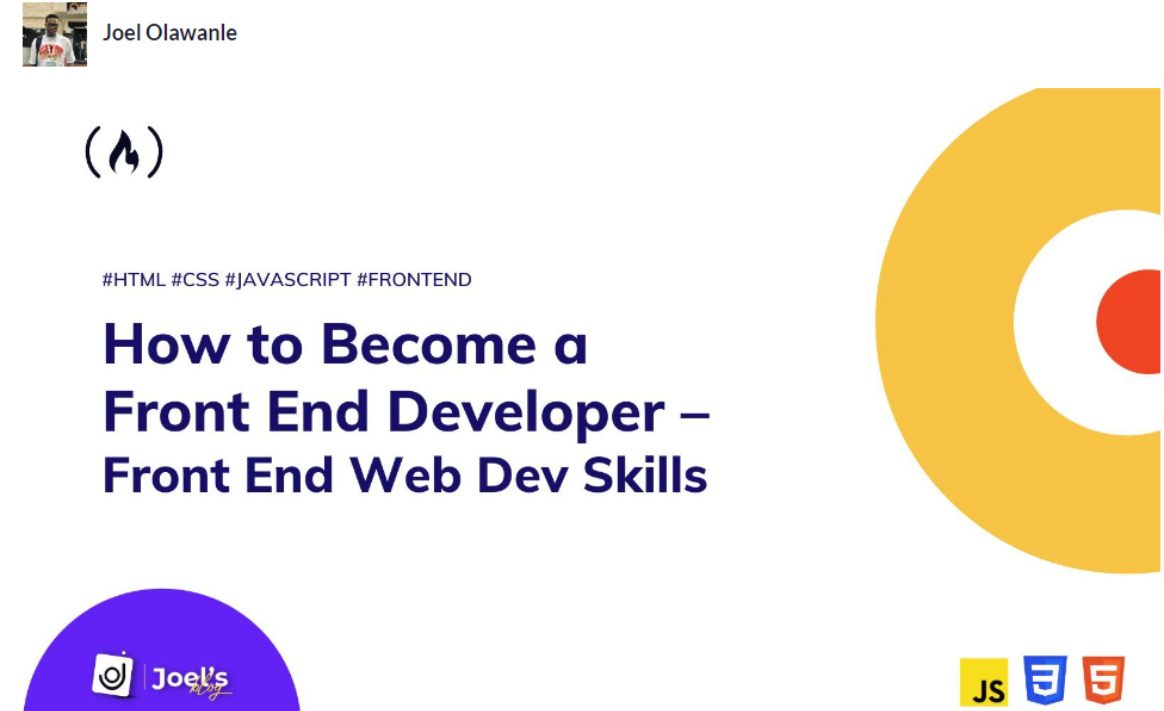 Joel Olawanle
#HTML #CSS #JAVASCRIPT #FRONTEND
How to Become a
Front End Developer –
Front End Web Dev Skills
Joel's
blog
JS
3
5